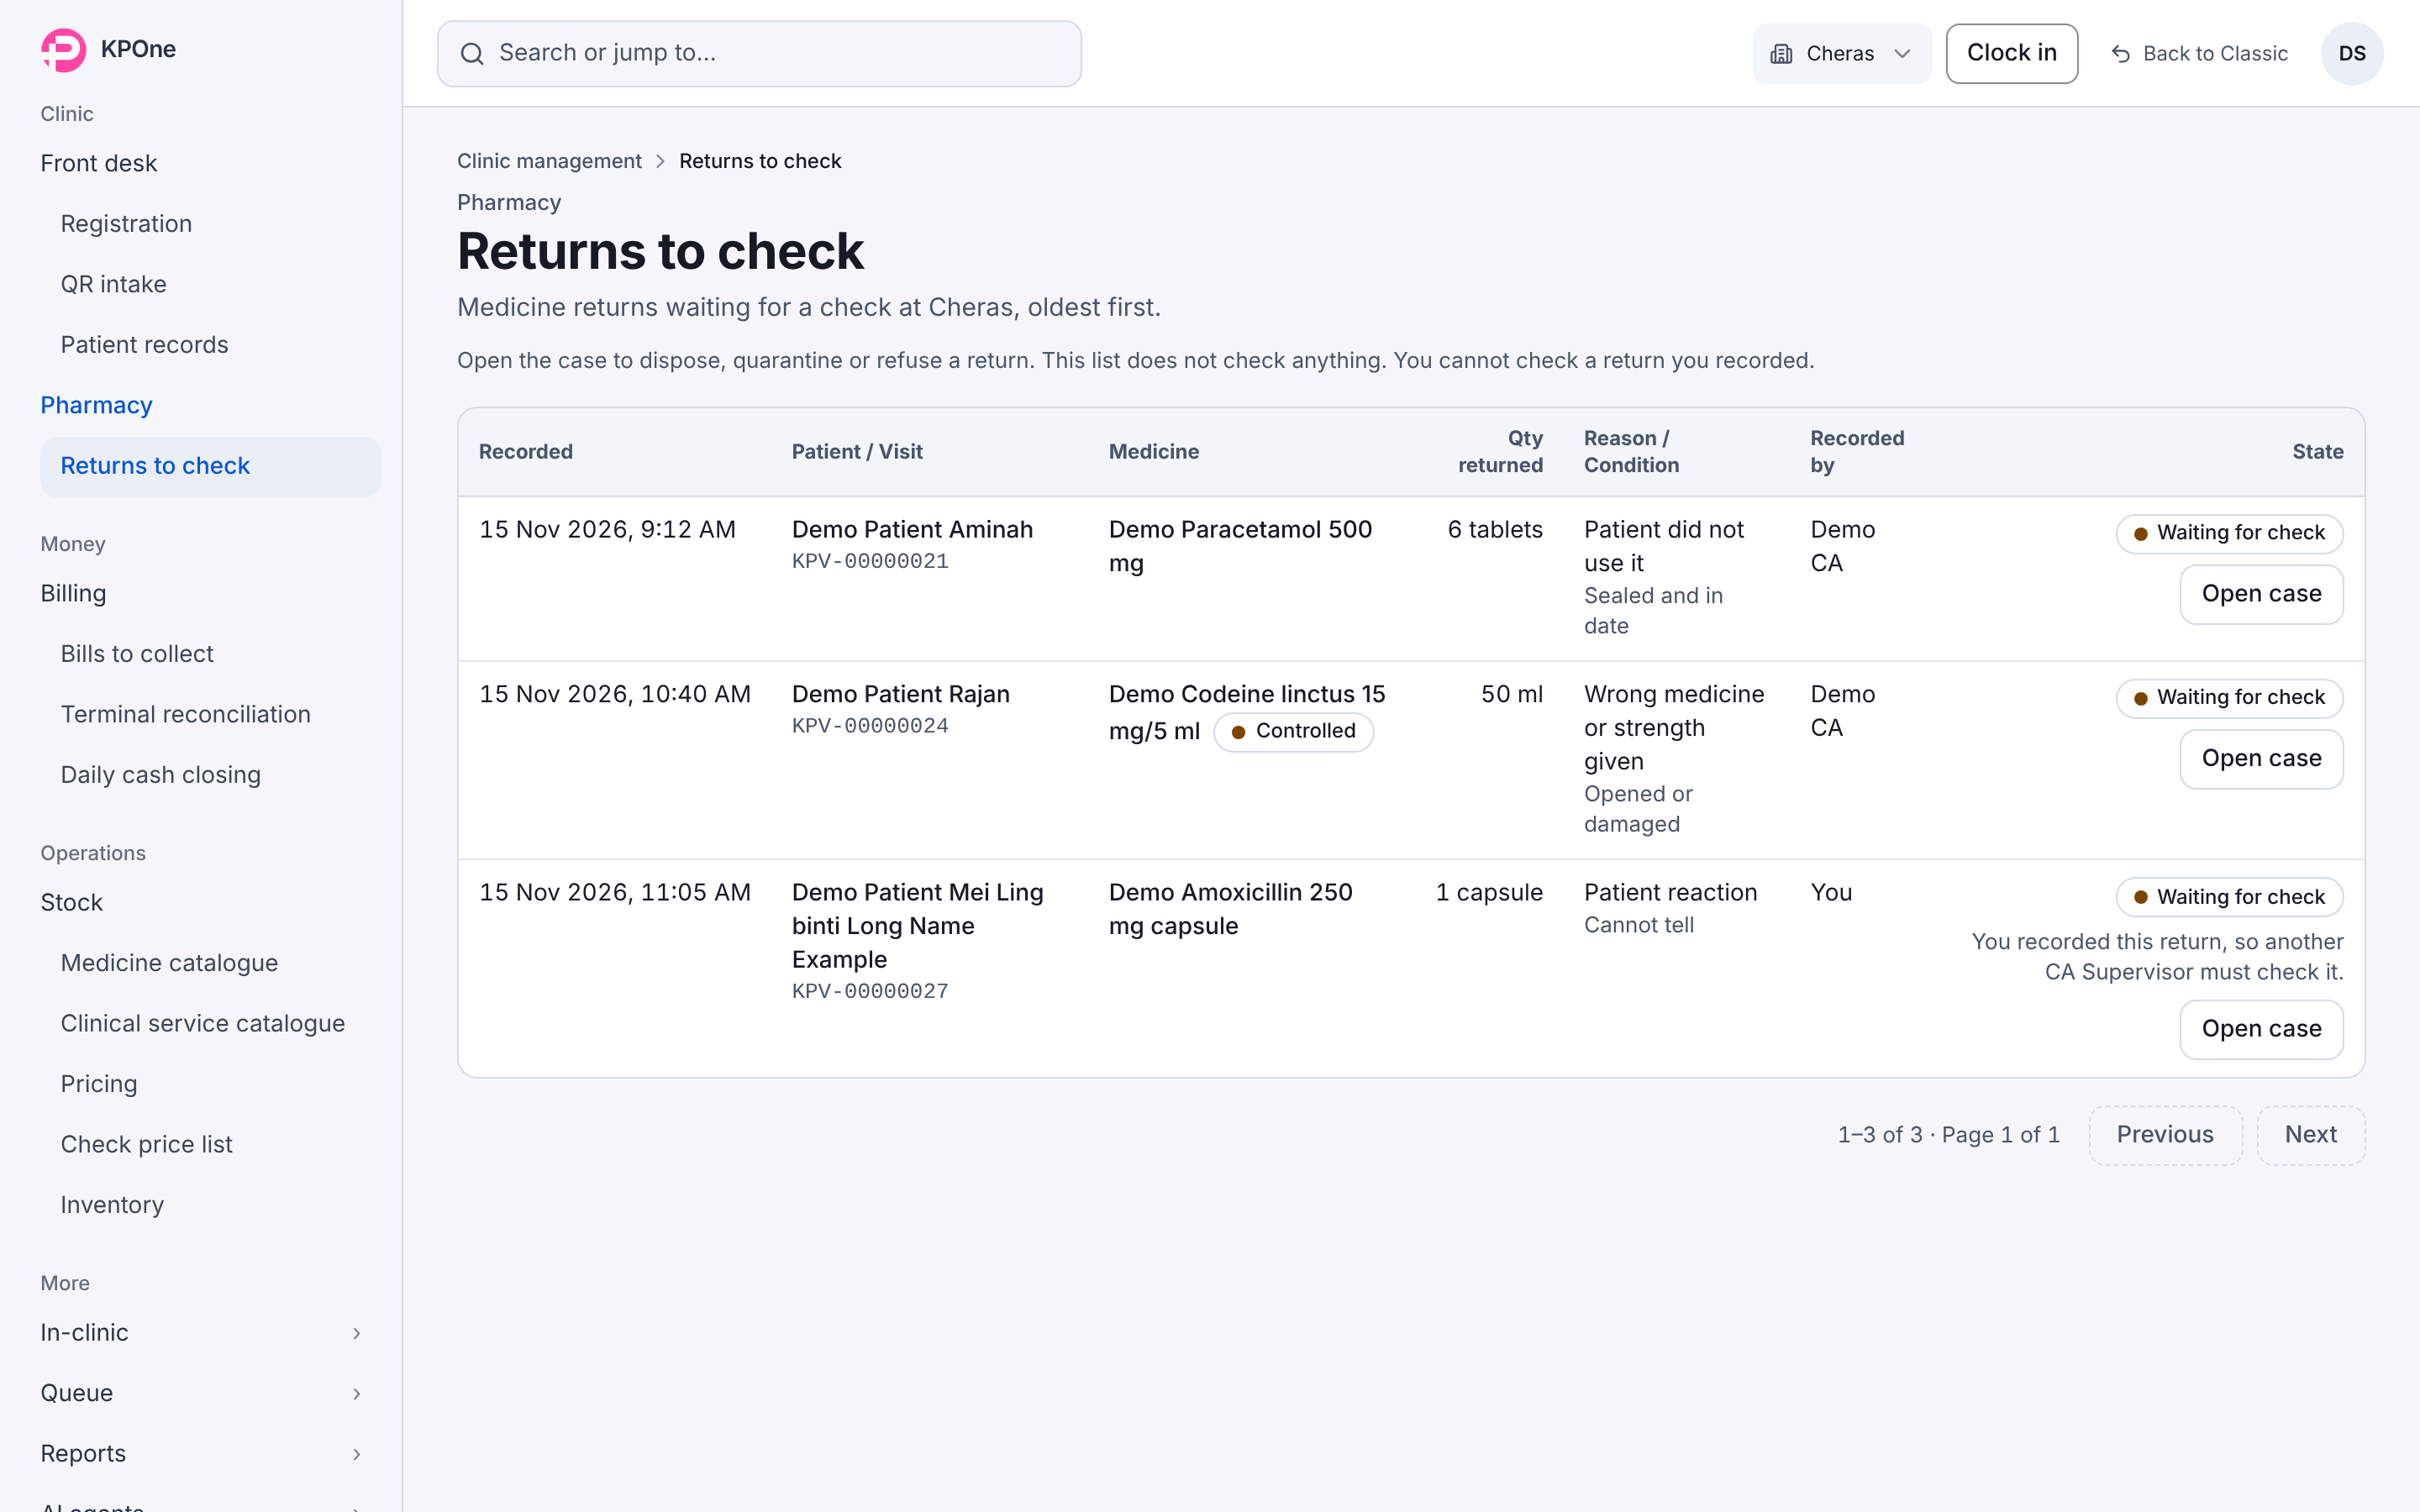 KPOne
Clinic
Front desk
Registration
QR intake
Patient records
Pharmacy
Returns to check
Money
Billing
Bills to collect
Terminal reconciliation
Daily cash closing
Operations
Stock
Medicine catalogue
Clinical service catalogue
Pricing
Check price list
Inventory
More
In-clinic
Queue
Reports
Search or jump to...
Cheras
Clock in
Back to Classic
DS
Clinic management > Returns to check
Pharmacy
Returns to check
Medicine returns waiting for a check at Cheras, oldest first.
Open the case to dispose, quarantine or refuse a return. This list does not check anything. You cannot check a return you recorded.
Recorded
Patient / Visit
Medicine
Qty
returned
Reason /
Condition
Recorded
by
State
15 Nov 2026, 9:12 AM
Demo Patient Aminah
KPV-00000021
Demo Paracetamol 500
mg
6 tablets
Patient did not
use it
Sealed and in
date
Demo
CA
Waiting for check
Open case
15 Nov 2026, 10:40 AM
Demo Patient Rajan
KPV-00000024
Demo Codeine linctus 15
mg/5 ml Controlled
50 ml
Wrong medicine
or strength
given
Opened or
damaged
Demo
CA
Waiting for check
Open case
15 Nov 2026, 11:05 AM
Demo Patient Mei Ling
binti Long Name
Example
KPV-00000027
Demo Amoxicillin 250
mg capsule
1 capsule
Patient reaction
Cannot tell
You
Waiting for check
You recorded this return, so another
CA Supervisor must check it.
Open case
1–3 of 3 · Page 1 of 1
Previous
Next